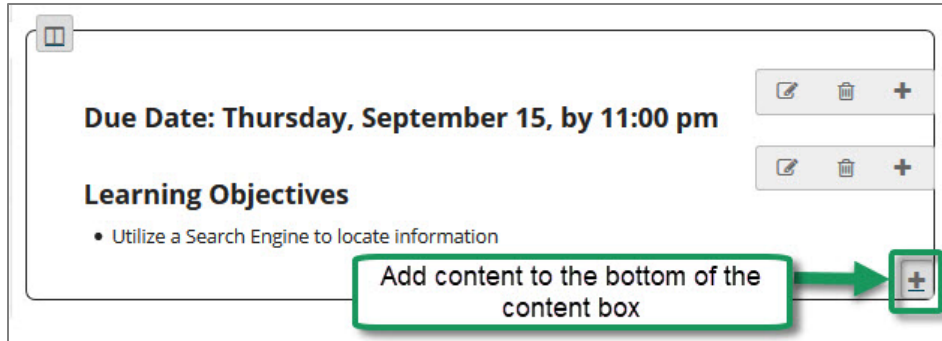 Due Date: Thursday, September 15, by 11:00 pm
Learning Objectives
• Utilize a Search Engine to locate information
Add content to the bottom of the
content box